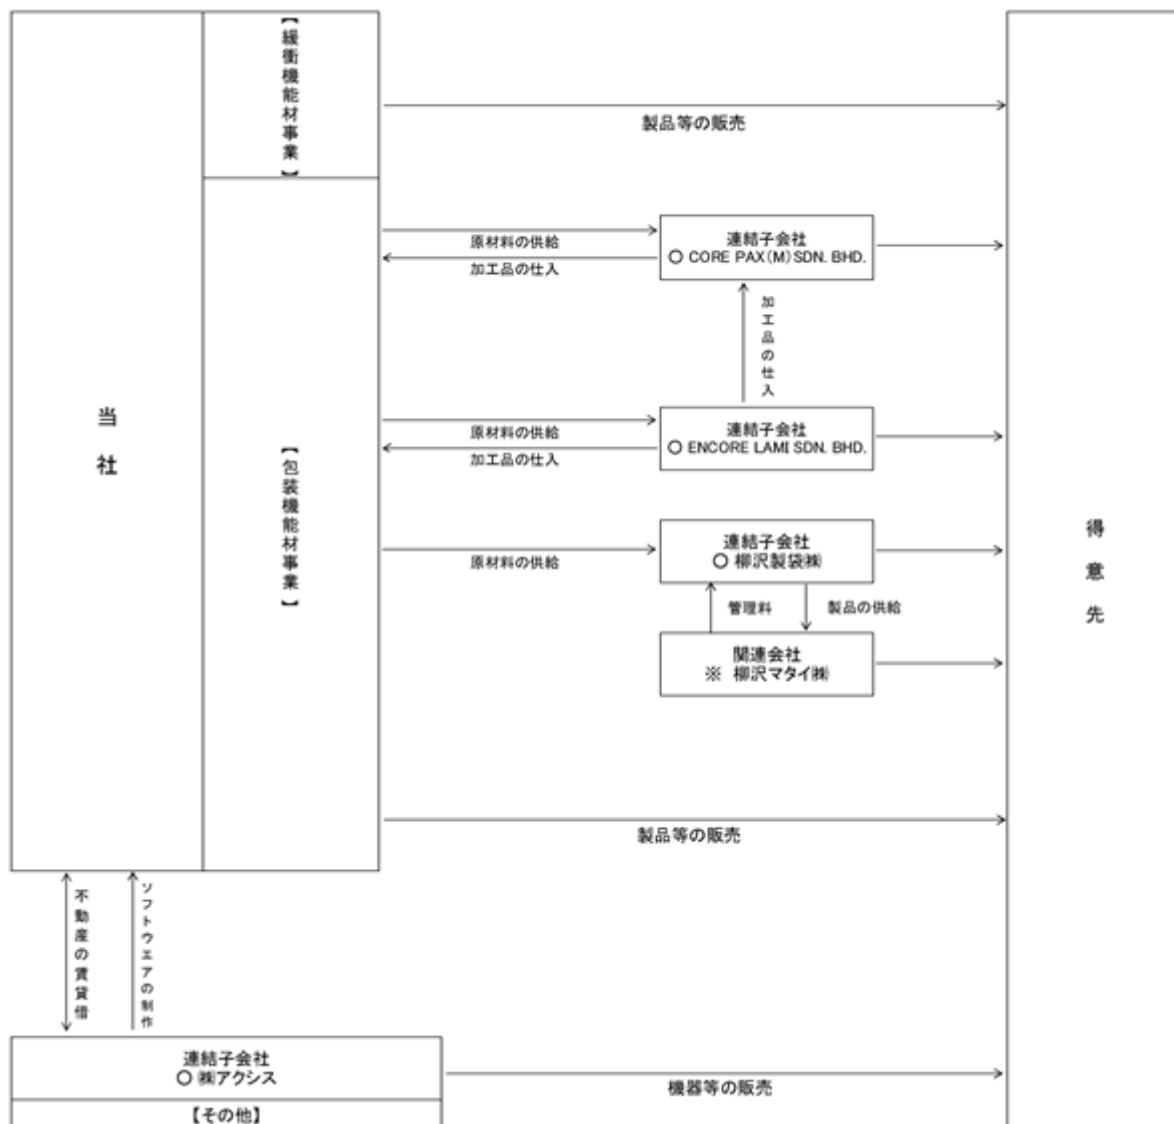 当社
【緩衝機能材事業】
製品等の販売
【包装機能材事業】
原材料の供給
加工品の仕入
連結子会社
○ CORE PAX(M)SDN. BHD.
加工品の仕入
原材料の供給
加工品の仕入
連結子会社
○ ENCORE LAMI SDN. BHD.
原材料の供給
連結子会社
○ 柳沢製袋㈱
管理料
製品の供給
関連会社
※ 柳沢マタイ㈱
製品等の販売
得意先
不動産の賃貸借
ソフトウエアの制作
連結子会社
○ ㈱アクシス
機器等の販売
【その他】